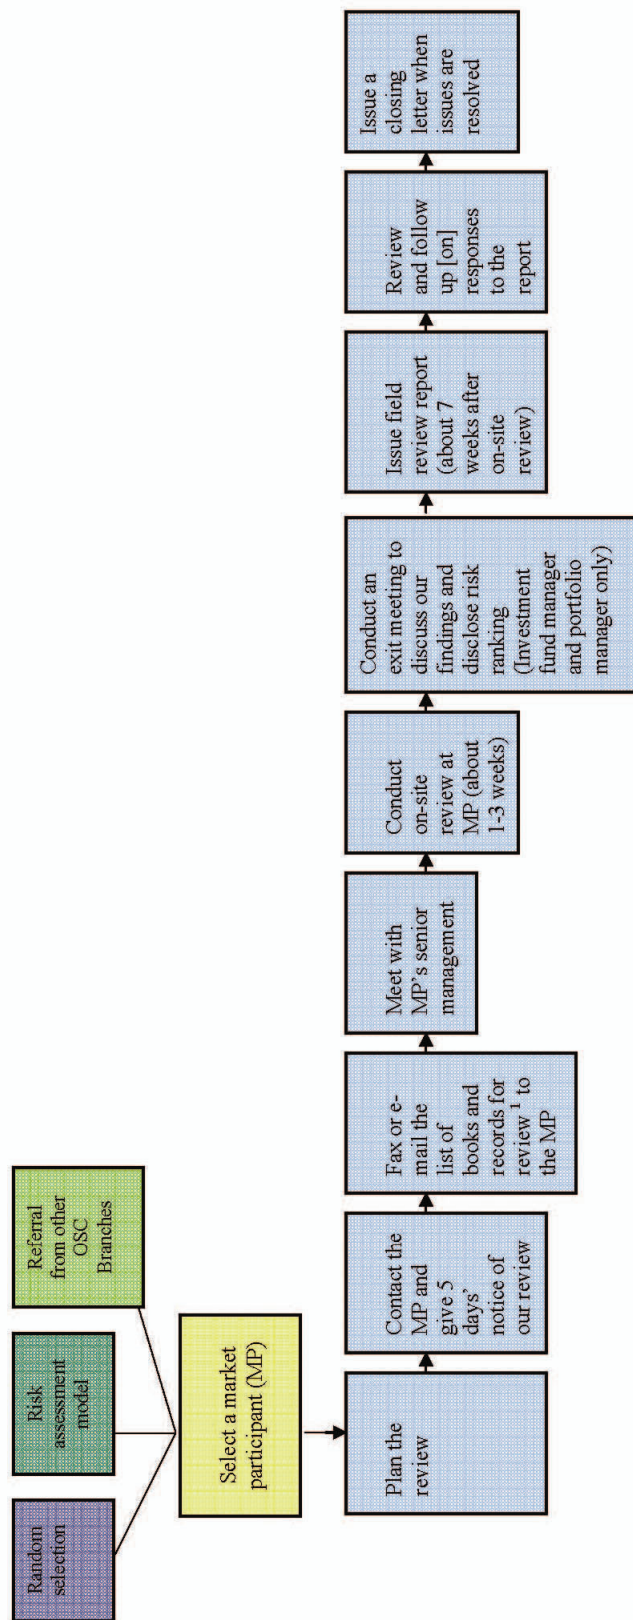 Random
selection
Risk
assessment
model
Referral
from other
OSC
Branches
Select a market
participant (MP)
Plan the
review
Contact the
MP and
give 5
days'
notice of
our review
Fax or e-
mail the
list of
books and
records for
review ¹ to
the MP
Meet with
MP's senior
management
Conduct
on-site
review at
MP (about
1-3 weeks)
Conduct an
exit meeting to
discuss our
findings and
disclose risk
ranking
(Investment
fund manager
and portfolio
manager only)
Issue field
review report
(about 7
weeks after
on-site
review)
Review
and follow
up [on]
responses
to the
report
Issue a
closing
letter when
issues are
resolved